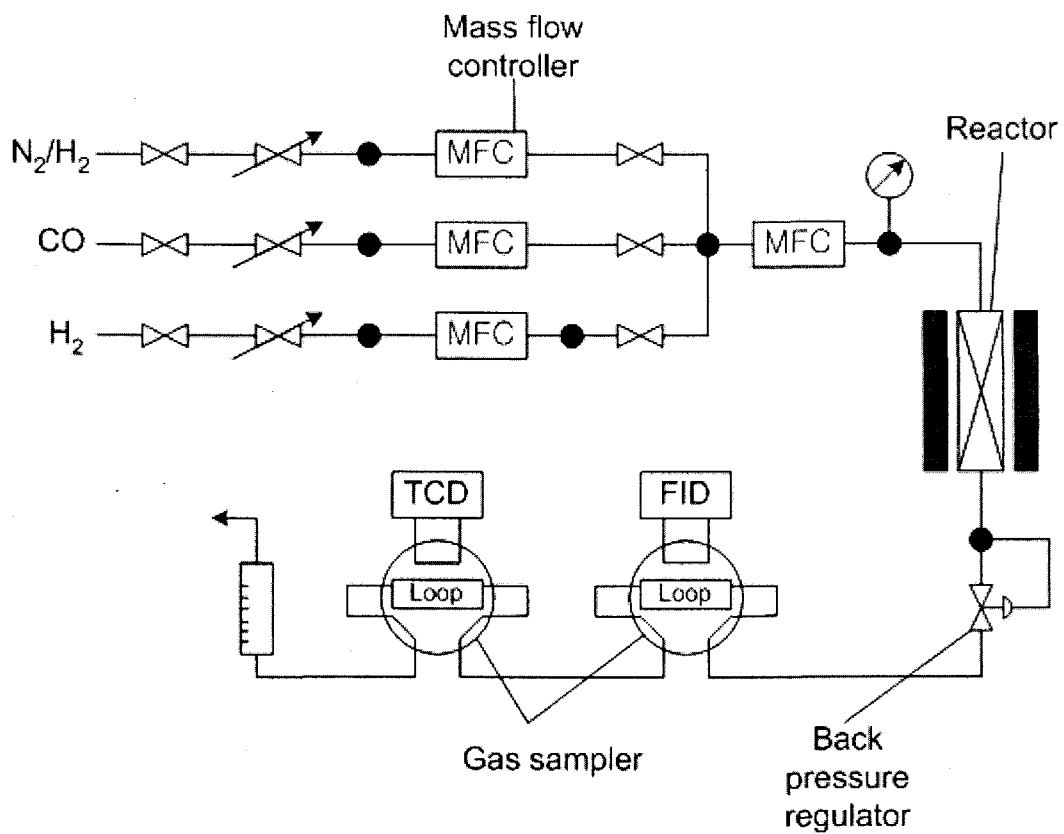 Mass flow
controller
N₂/H₂
MFC
Reactor
CO
MFC
MFC
H₂
MFC
TCD
FID
Loop
Loop
Gas sampler
Back
pressure
regulator